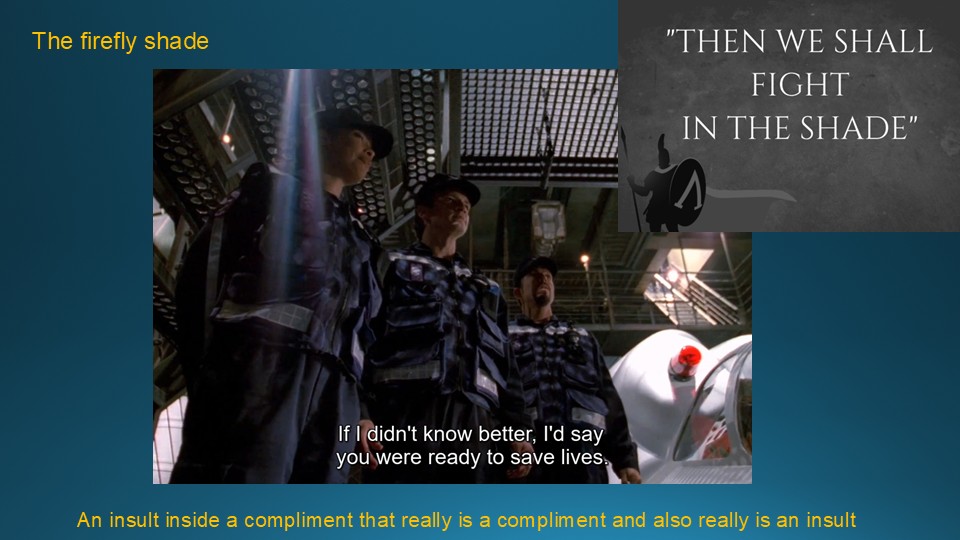 The firefly shade
"THEN WE SHALL
FIGHT
IN THE SHADE"
If I didn't know better, I'd say
you were ready to save lives.
An insult inside a compliment that really is a compliment and also really is an insult